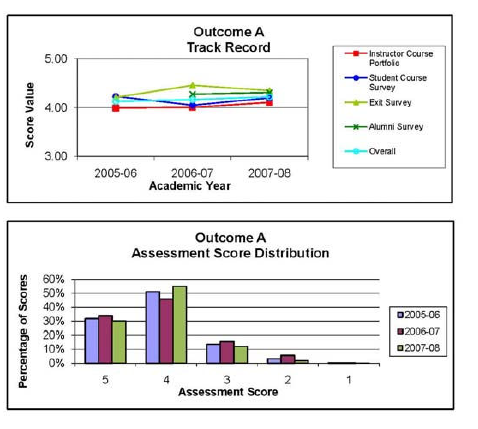 Outcome A
Track Record
5.00
4.00
3.00
Score Value
2005-06 2006-07 2007-08
Academic Year
Instructor Course
Portfolio
Student Course
Survey
Exit Survey
Alumni Survey
Overall
Outcome A
Assessment Score Distribution
60%
50%
40%
30%
20%
10%
0%
Percentage of Scores
5 4 3 2 1
Assessment Score
2005-06
2006-07
2007-08